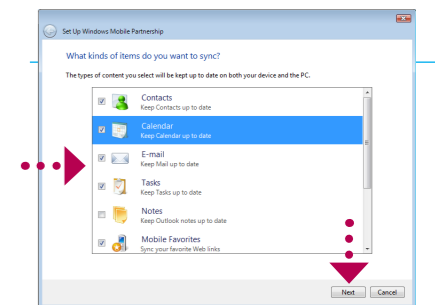 Set Up Windows Mobile Partnership
What kinds of items do you want to sync?
The types of content you select will be kept up to date on both your device and the PC.
Contacts
Keep Contacts up to date
Calendar
Keep Calendar up to date
E-mail
Keep Mail up to date
Tasks
Keep Tasks up to date
Notes
Keep Outlook notes up to date
Mobile Favorites
Sync your favorite Web links
Next Cancel